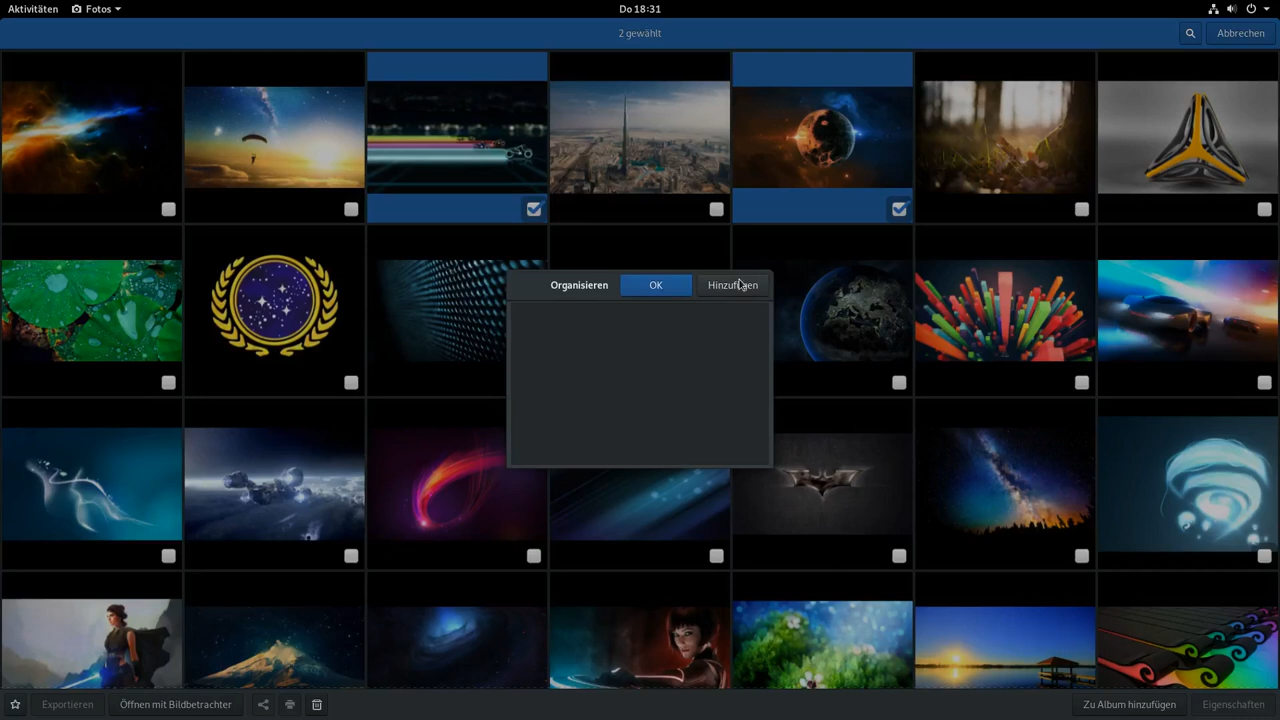 Aktivitäten
Fotos
Do 18:31
2 gewählt
Abbrechen
Organisieren
OK
Hinzufügen
Exportieren
Öffnen mit Bildbetrachter
Zu Album hinzufügen
Eigenschaften